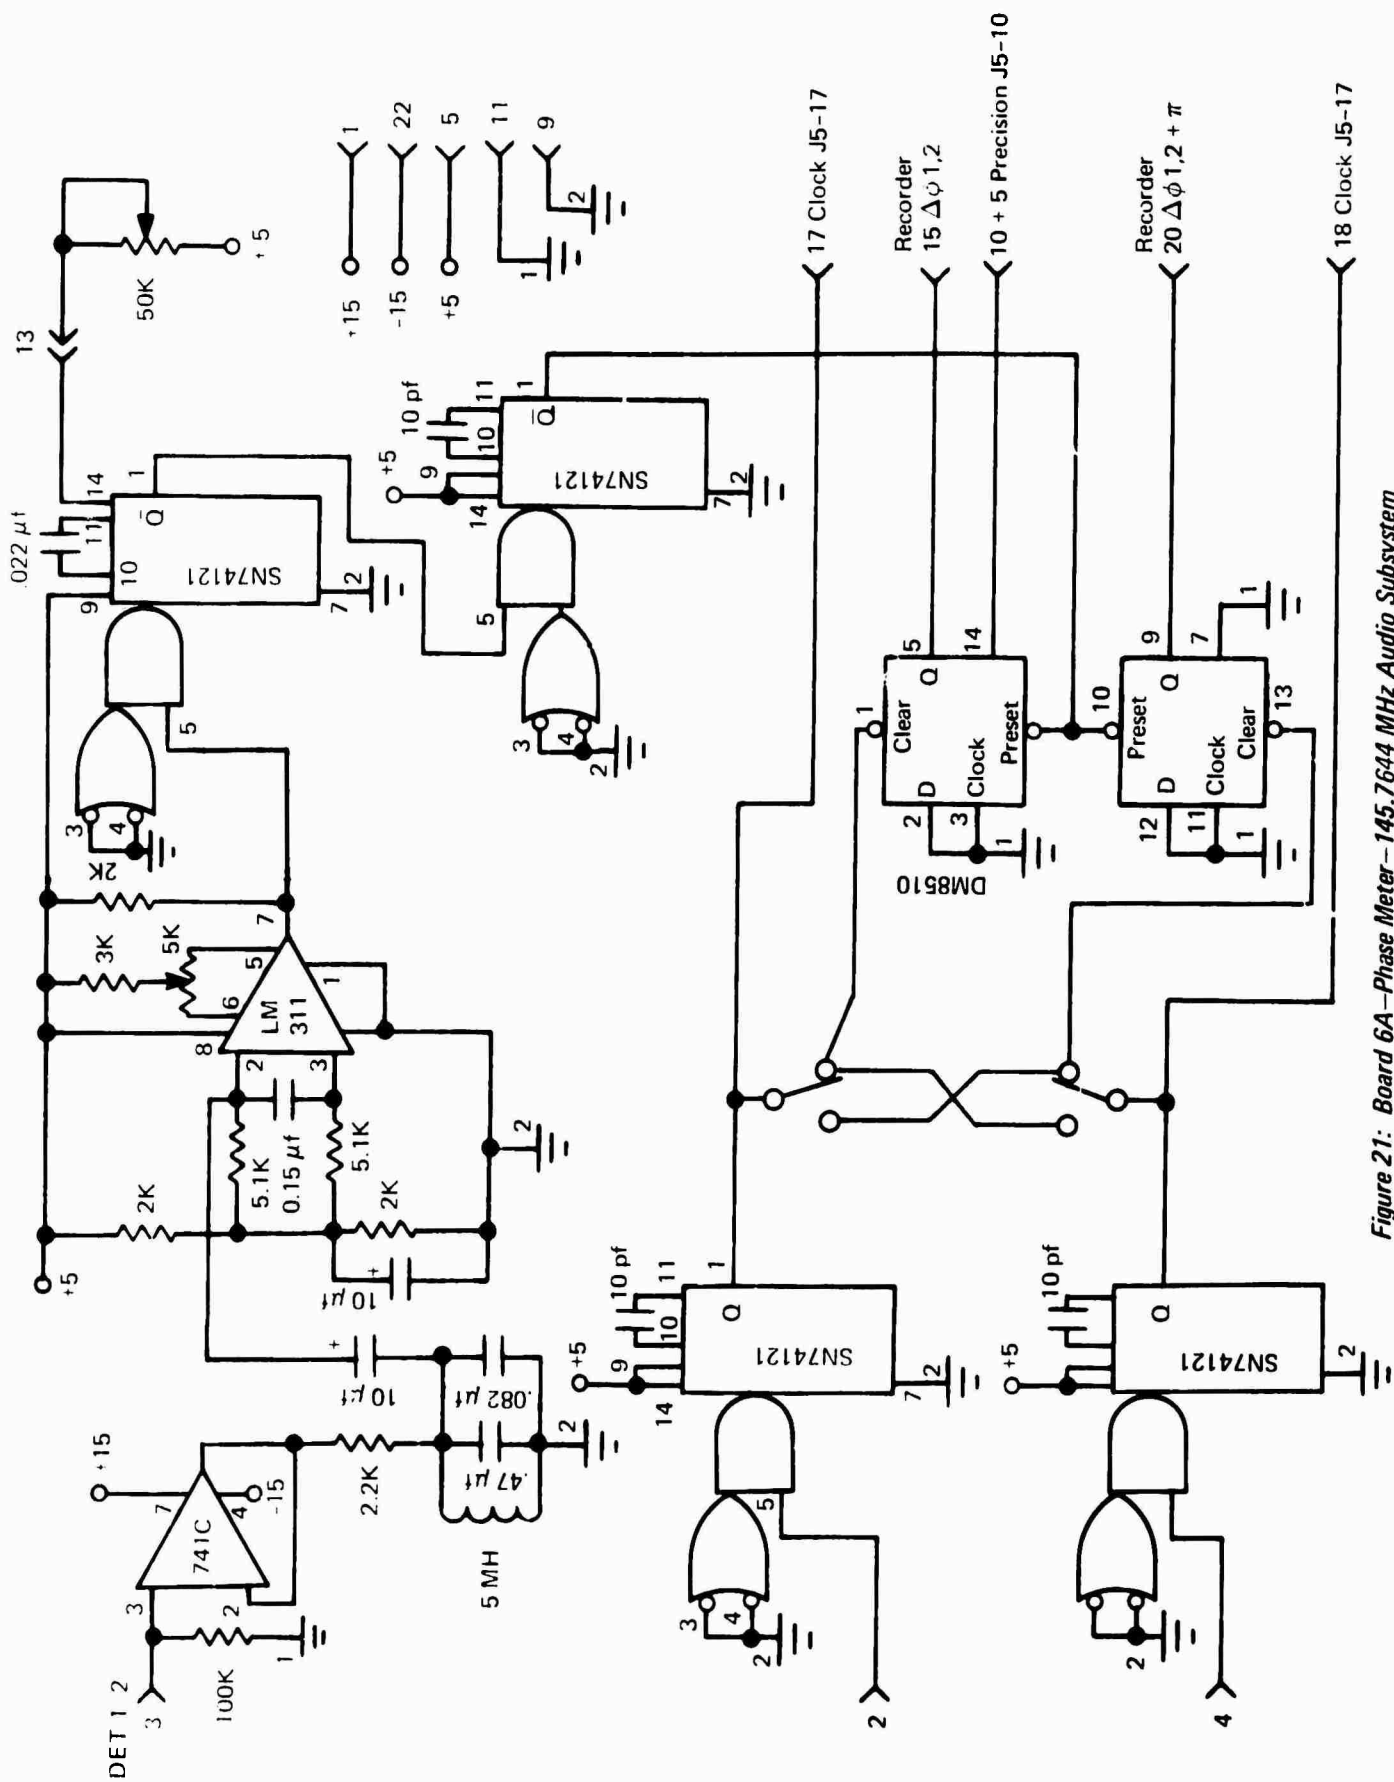 DET 1 2
3
100K
1
3
2
741C
7
4
+15
-15
2.2K
5 MH
.47 µf
.082 µf
2
10 µf
+
+5
2K
10 µf
+
2K
5.1K
0.15 µf
5.1K
2
2
3
8
6
5
1
7
LM
311
3K
5K
2K
3
4
5
9
10
11
14
.022 µf
Q̄
1
SN74121
7
2
13
50K
+5
3
4
2
5
+5
14
9
10
11
10 pf
Q̄
1
SN74121
7
2
+15
1
-15
22
+5
5
1
11
2
9
2
3
4
2
5
+5
14
9
10
11
10 pf
Q
1
SN74121
7
2
17 Clock J5-17
4
2
+5
10 pf
Q
SN74121
2
18 Clock J5-17
DM8510
1
Clear
D
2
Clock
3
1
Preset
Q
5
14
Recorder
15 Δφ 1,2
10 + 5 Precision J5-10
10
Preset
D
12
Clock
11
1
Clear
13
Q
9
7
1
Recorder
20 Δφ 1,2 + π
Figure 21: Board 6A–Phase Meter–145.7644 MHz Audio Subsystem